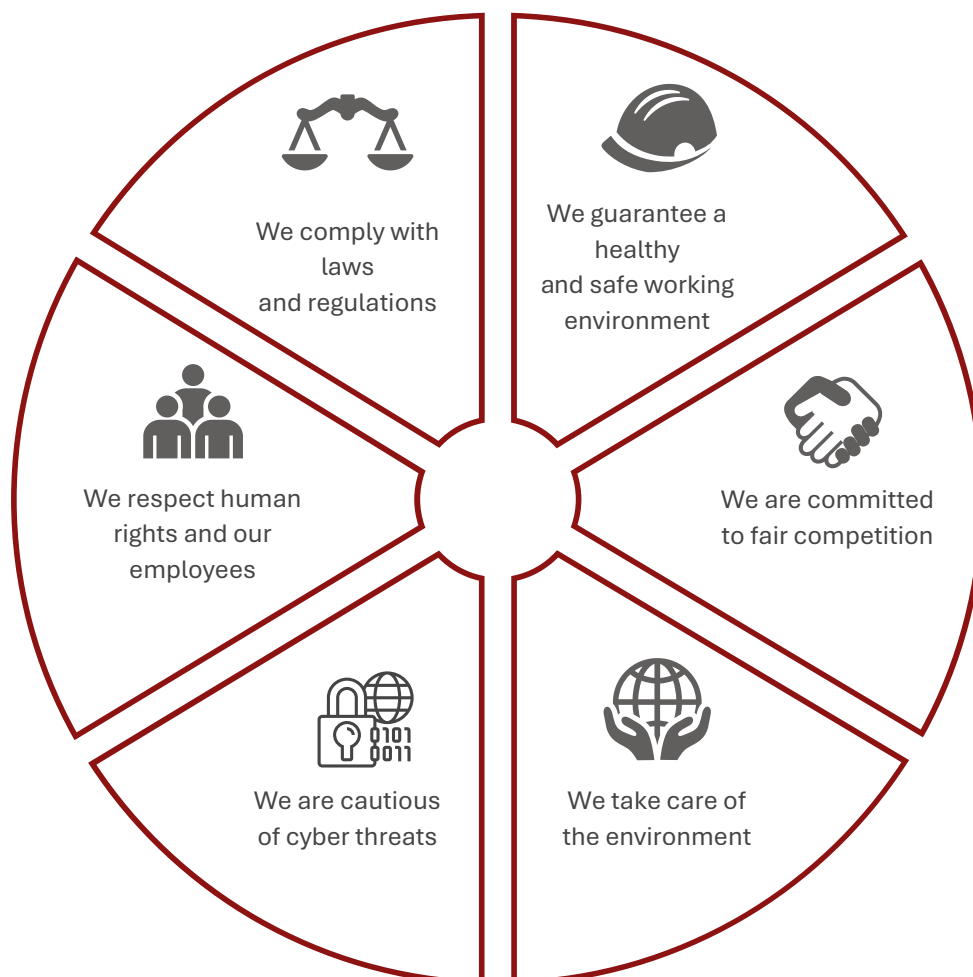 We comply with
laws
and regulations
We guarantee a
healthy
and safe working
environment
We respect human
rights and our
employees
We are committed
to fair competition
0101
0011
We are cautious
of cyber threats
We take care of
the environment